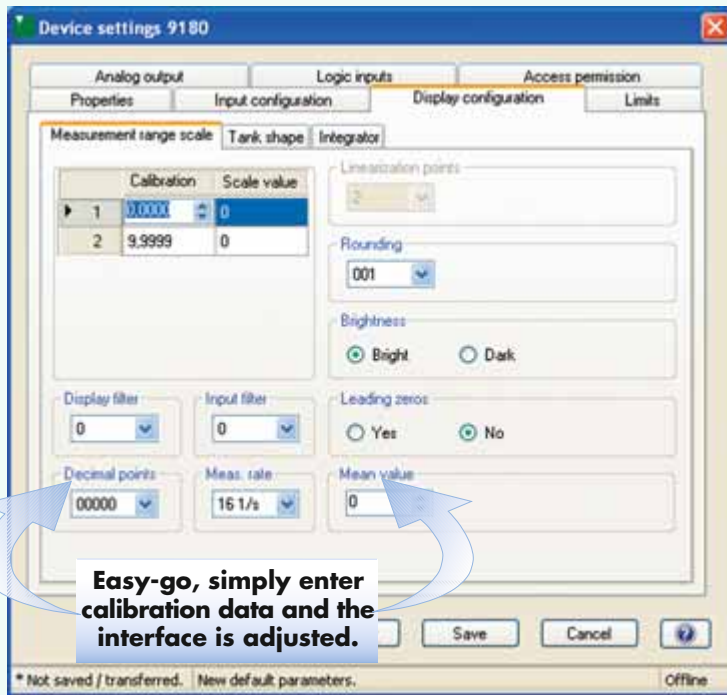 Device settings 9180
Analog output Logic inputs Access permission
Properties Input configuration Display configuration Limits
Measurement range scale Tank shape Integrator
Calibration Scale value
1 0.0000 0
2 9.9999 0
Linearization points
2
Rounding
001
Brightness
Bright Dark
Display filter Input filter Leading zeros
0 0 Yes No
Decimal points Meas. rate Mean value
00000 16 1/s 0
Easy-go, simply enter
calibration data and the
interface is adjusted.
Save Cancel ?
* Not saved / transferred. New default parameters. Offline